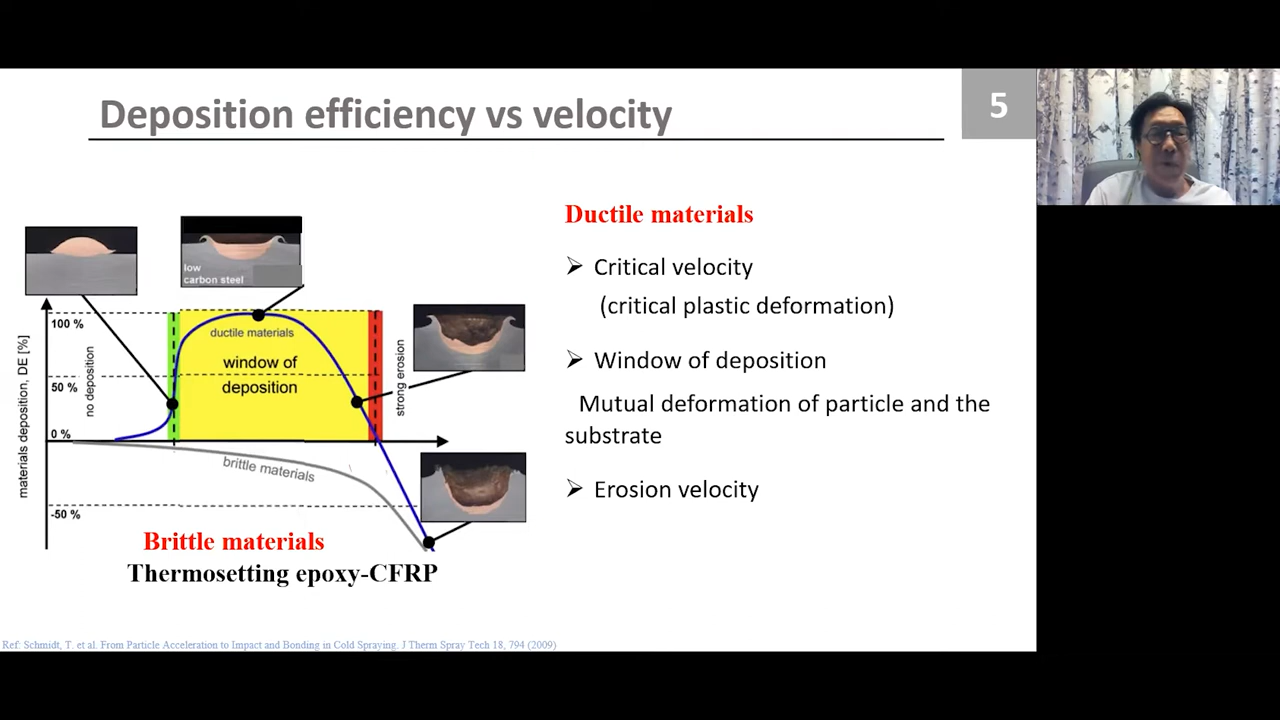 Deposition efficiency vs velocity
5
low
carbon steel
100 %
50 %
0 %
-50 %
materials deposition, DE [%]
no deposition
ductile materials
window of
deposition
strong erosion
brittle materials
Brittle materials
Thermosetting epoxy-CFRP
Ductile materials
➢ Critical velocity
(critical plastic deformation)
➢ Window of deposition
Mutual deformation of particle and the
substrate
➢ Erosion velocity
Ref: Schmidt, T. et al. From Particle Acceleration to Impact and Bonding in Cold Spraying. J Therm Spray Tech 18, 794 (2009)